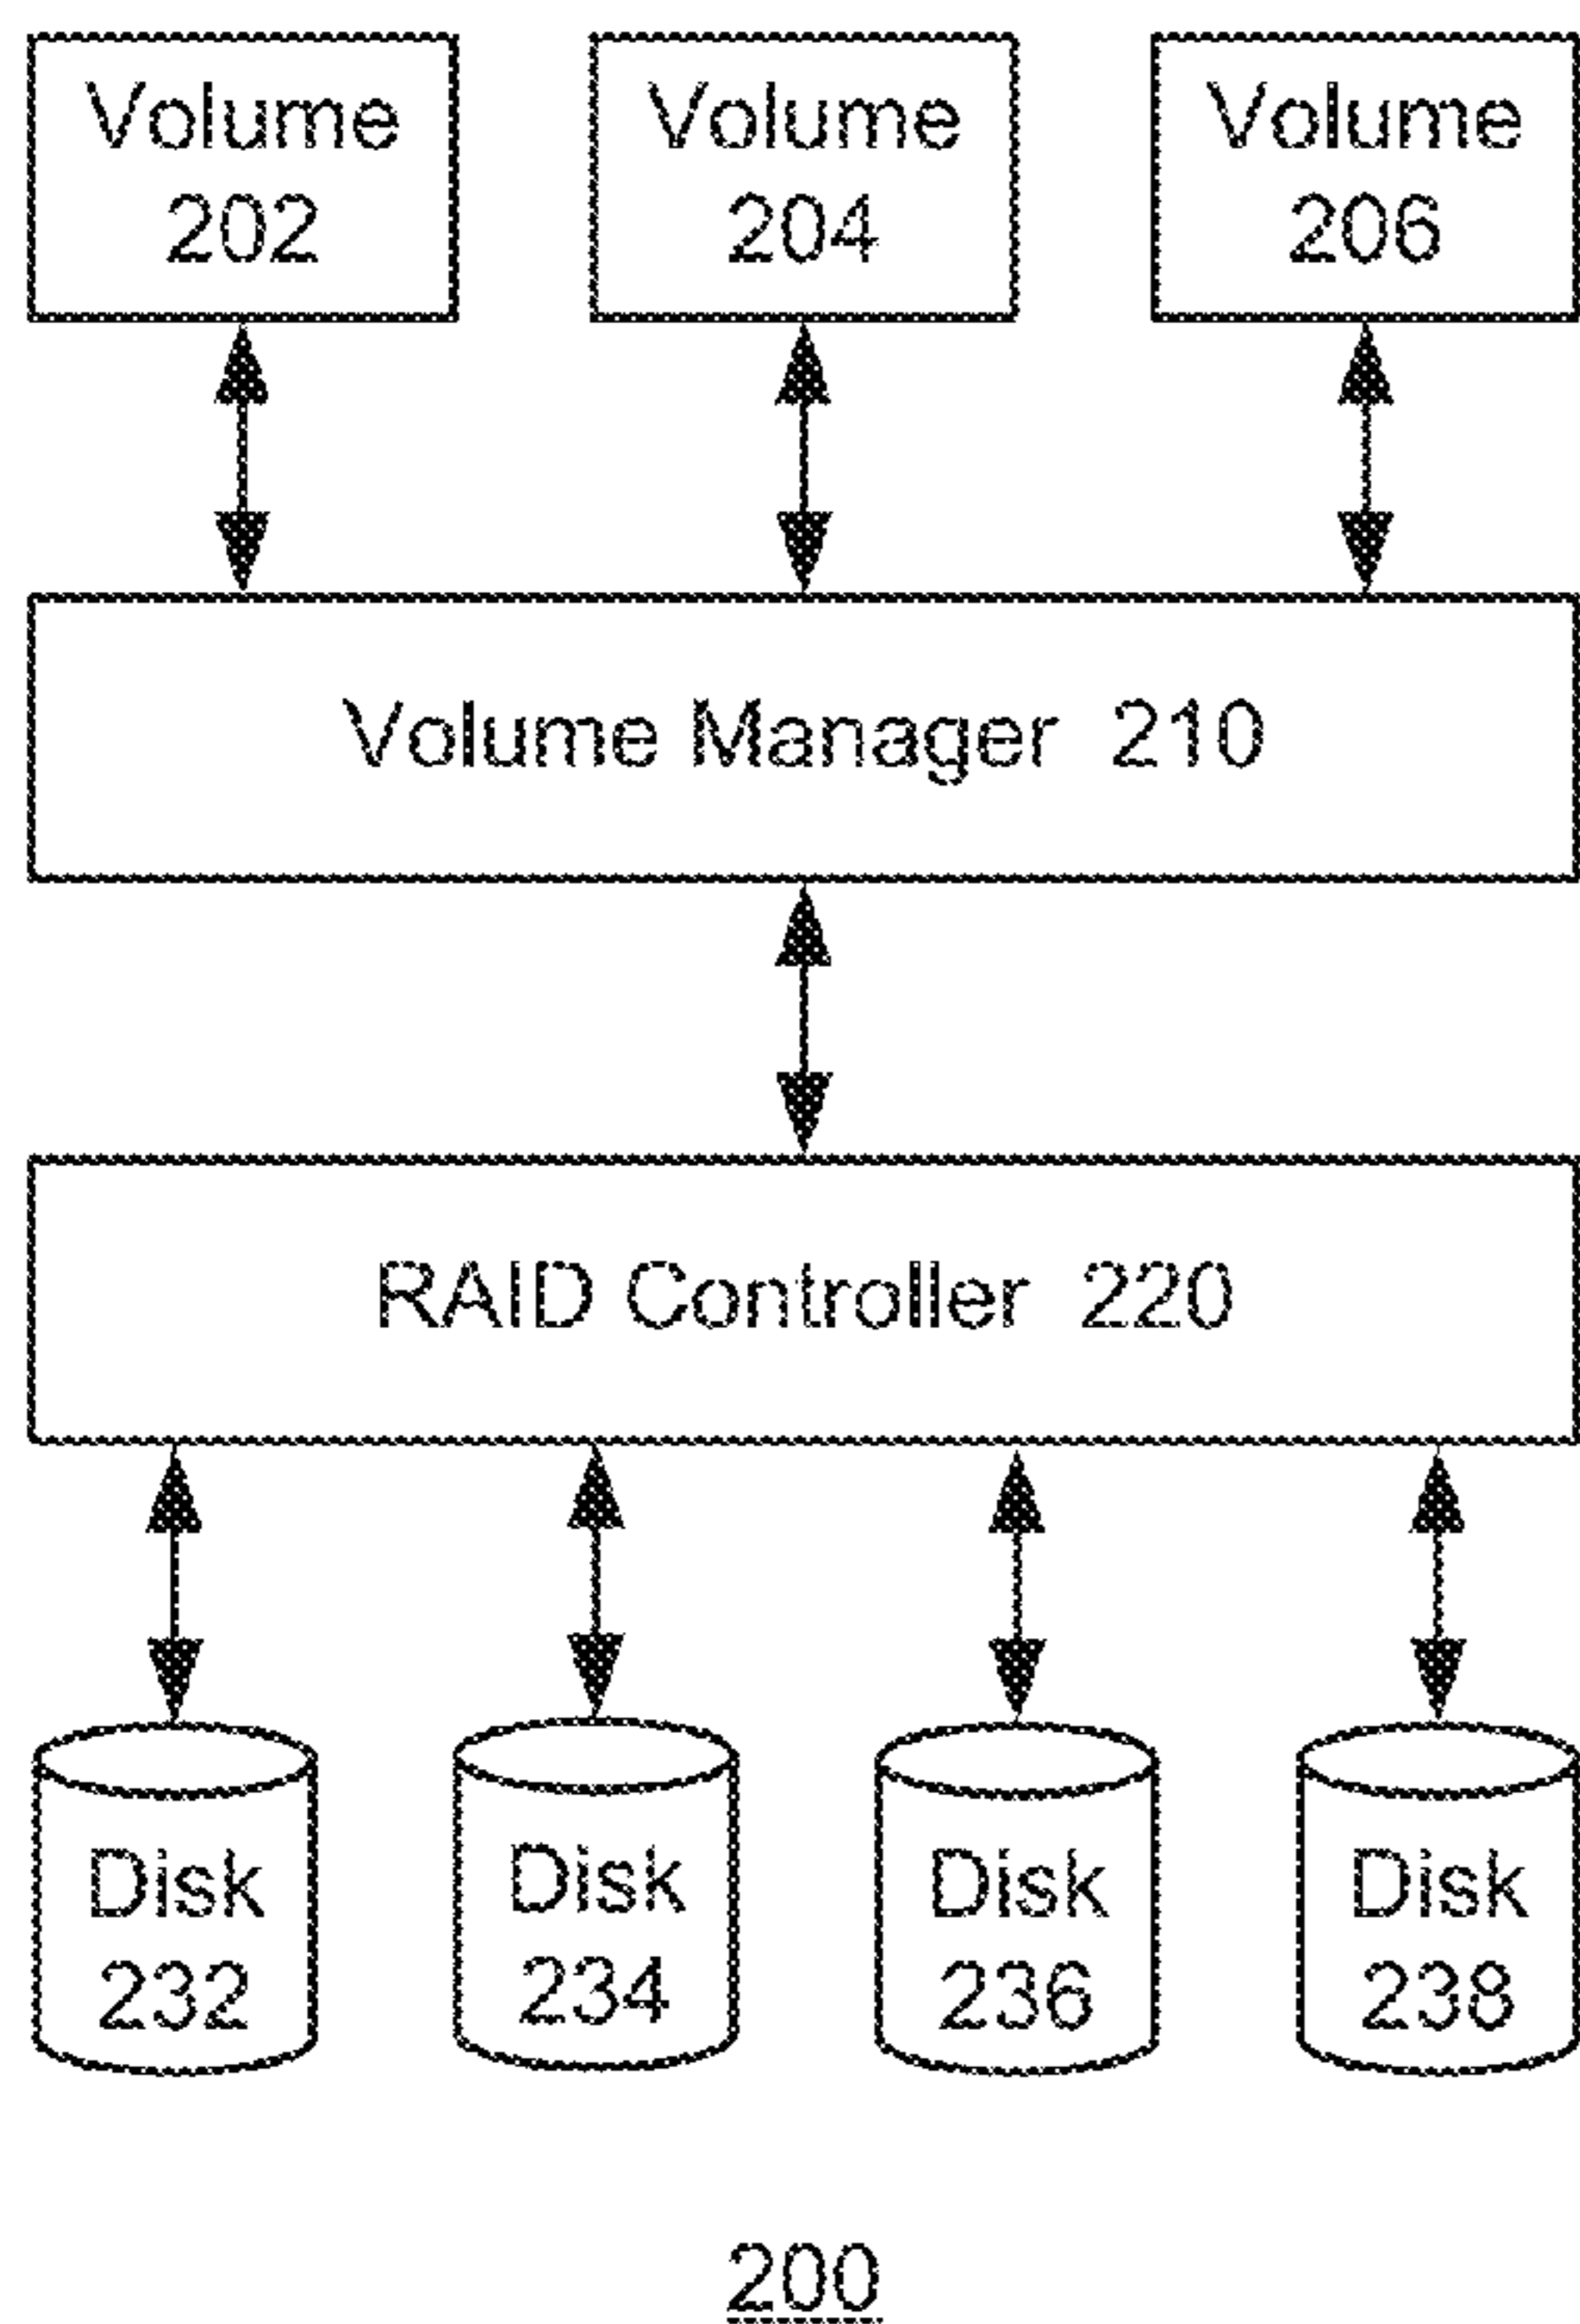 Volume
202
Volume
204
Volume
206
Volume Manager 210
RAID Controller 220
Disk
232
Disk
234
Disk
236
Disk
238
200